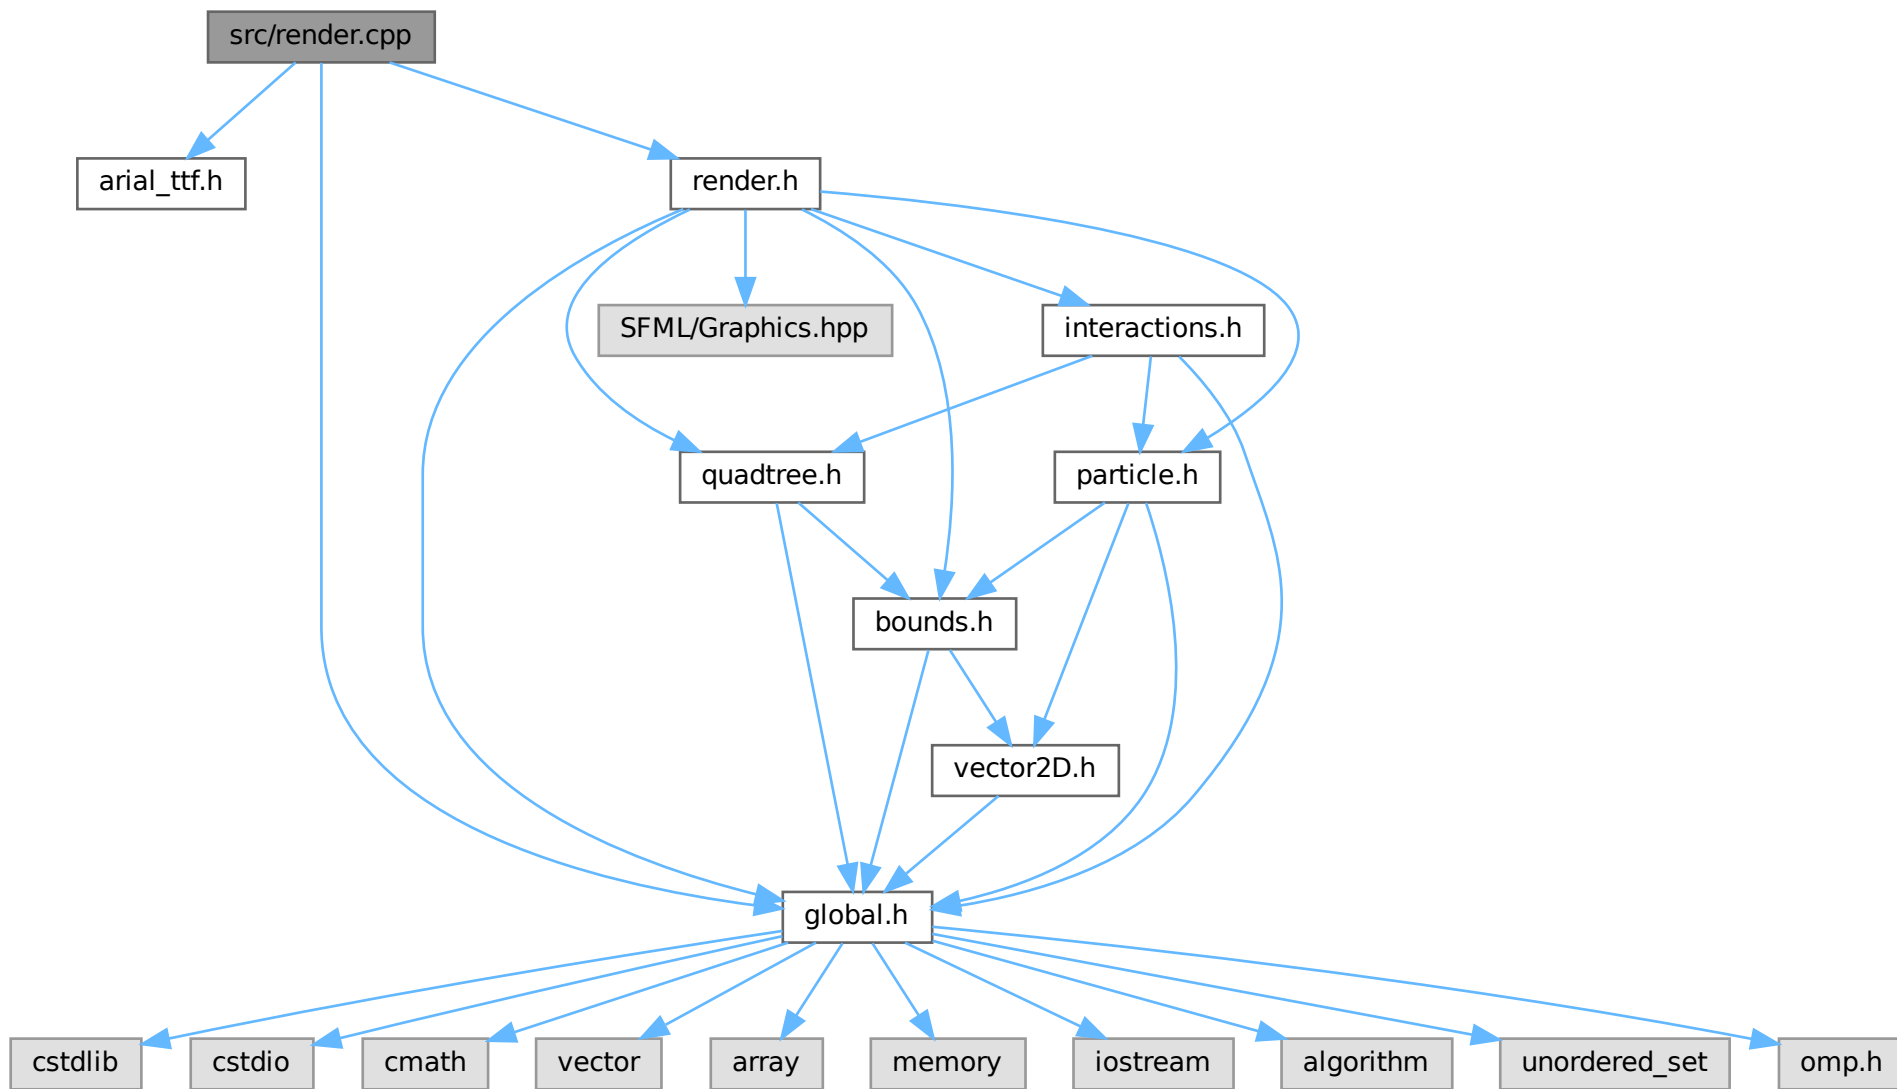 src/render.cpp
arial_ttf.h
render.h
SFML/Graphics.hpp
interactions.h
quadtree.h
particle.h
bounds.h
vector2D.h
global.h
cstdlib
cstdio
cmath
vector
array
memory
iostream
algorithm
unordered_set
omp.h